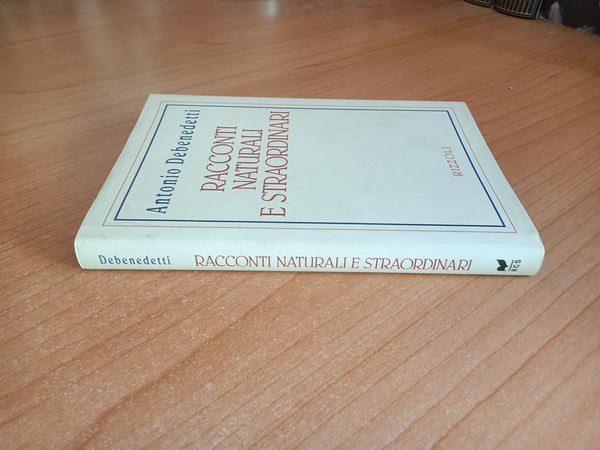 Antonio Debenedetti
RACCONTI
NATURALI
E STRAORDINARI
RIZZOLI
Debenedetti RACCONTI NATURALI E STRAORDINARI RCS